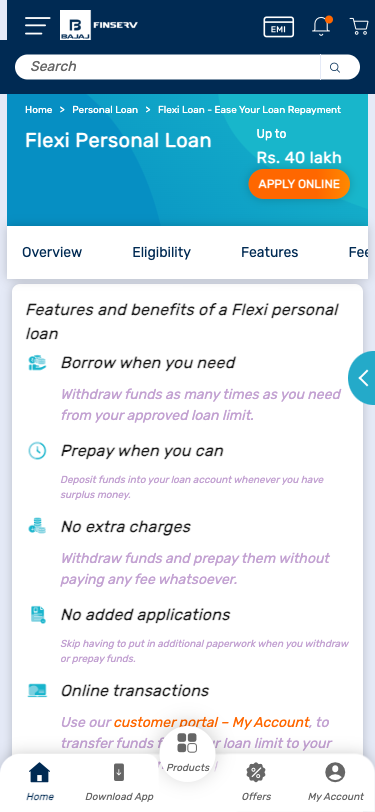 B
BAJAJ
FINSERV
EMI
Search
Home > Personal Loan > Flexi Loan - Ease Your Loan Repayment
Flexi Personal Loan
Up to
Rs. 40 lakh
APPLY ONLINE
Overview Eligibility Features Fee
Features and benefits of a Flexi personal
loan
Borrow when you need
Withdraw funds as many times as you need
from your approved loan limit.
Prepay when you can
Deposit funds into your loan account whenever you have
surplus money.
No extra charges
Withdraw funds and prepay them without
paying any fee whatsoever.
No added applications
Skip having to put in additional paperwork when you withdraw
or prepay funds.
Online transactions
Use our customer portal – My Account, to
transfer funds loan limit to your
Home Download App Products Offers My Account